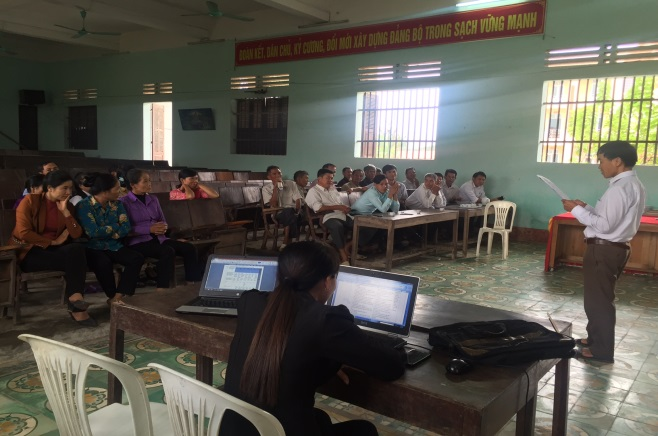 ĐOÀN KẾT, DÂN CHỦ, KỶ CƯƠNG, ĐỔI MỚI XÂY DỰNG ĐẢNG BỘ TRONG SẠCH VỮNG MẠNH